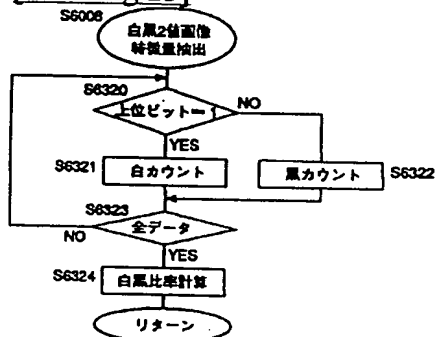 S6008
白黒2値画像
特徴量抽出
S6320
上位ビット=1
NO
YES
S6321
白カウント
黒カウント
S6322
S6323
全データ
NO
YES
S6324
白黒比率計算
リターン